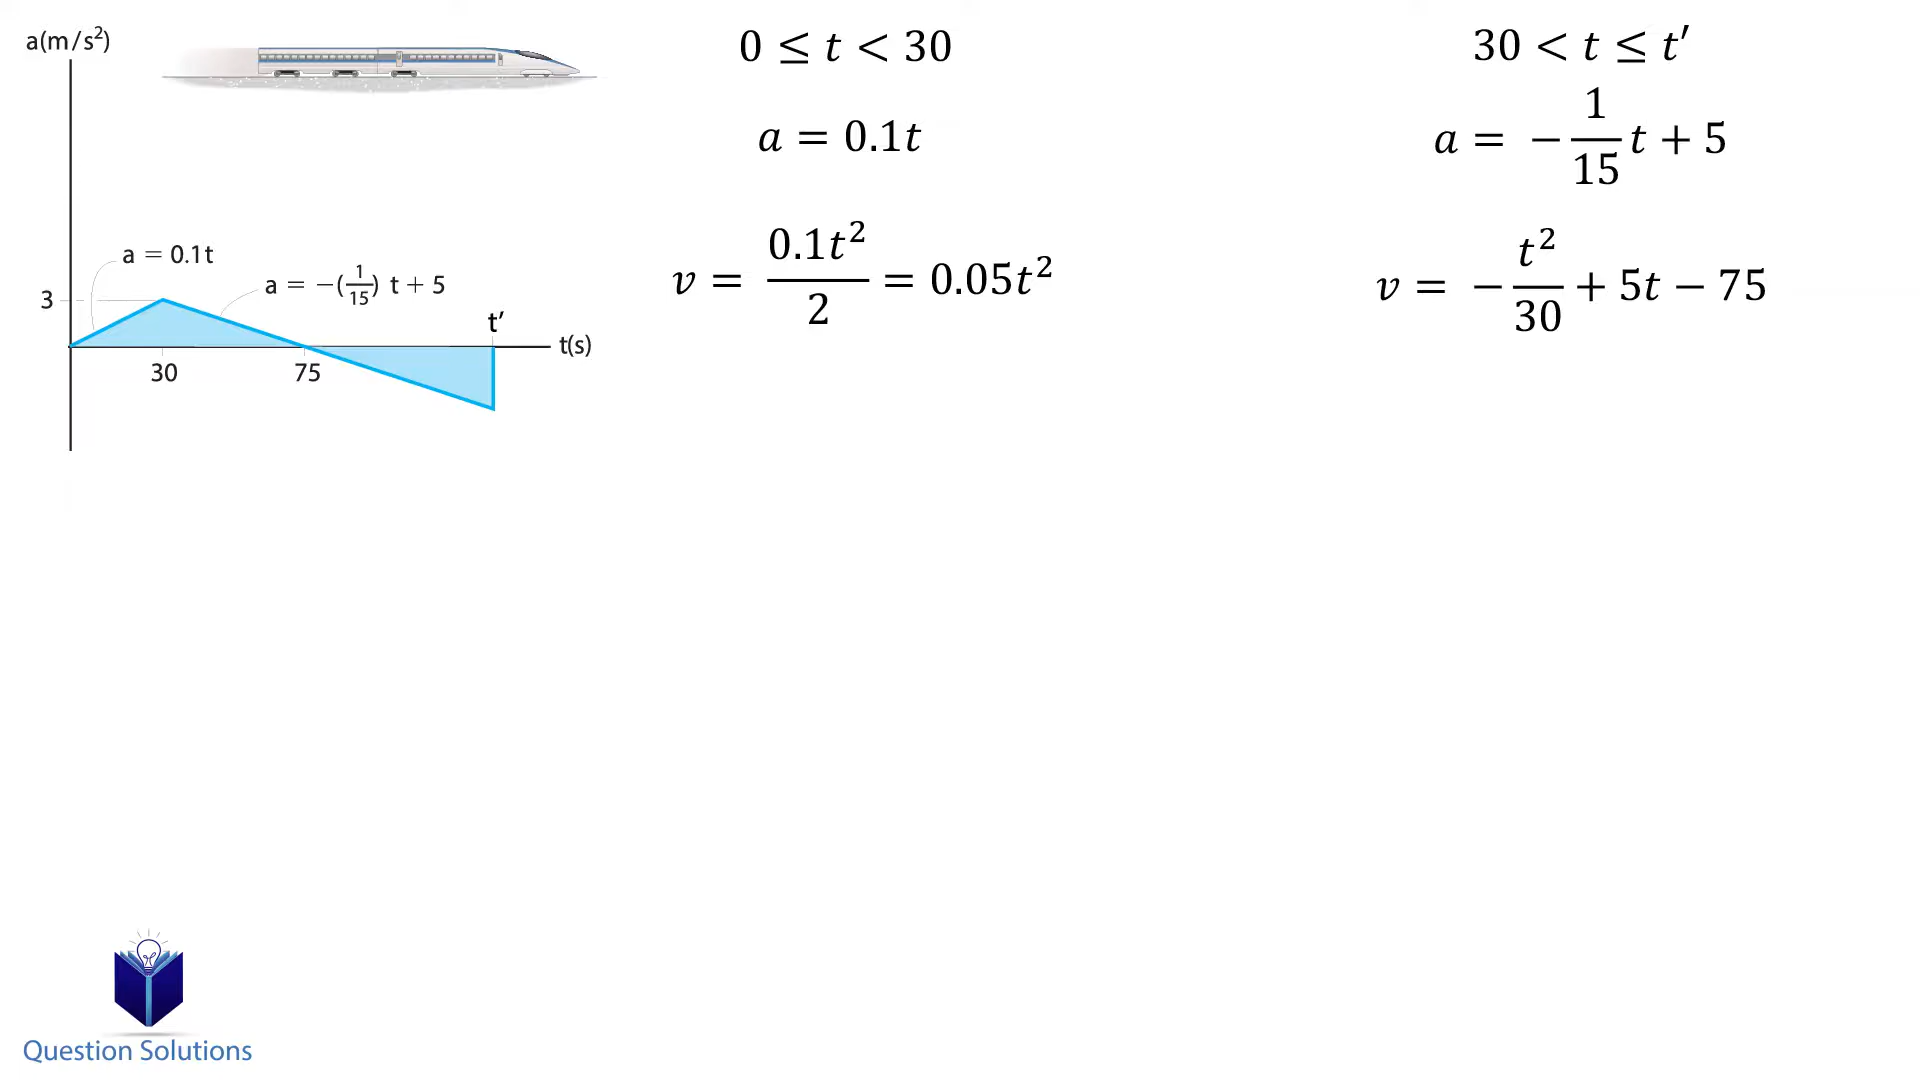 a(m/s²)
a = 0.1t
a = −(1/15) t + 5
3
t′
t(s)
30
75
0 ≤ t < 30
a = 0.1t
v = 0.1t²/2 = 0.05t²
30 < t ≤ t′
a = −1/15 t + 5
v = −t²/30 + 5t − 75
Question Solutions